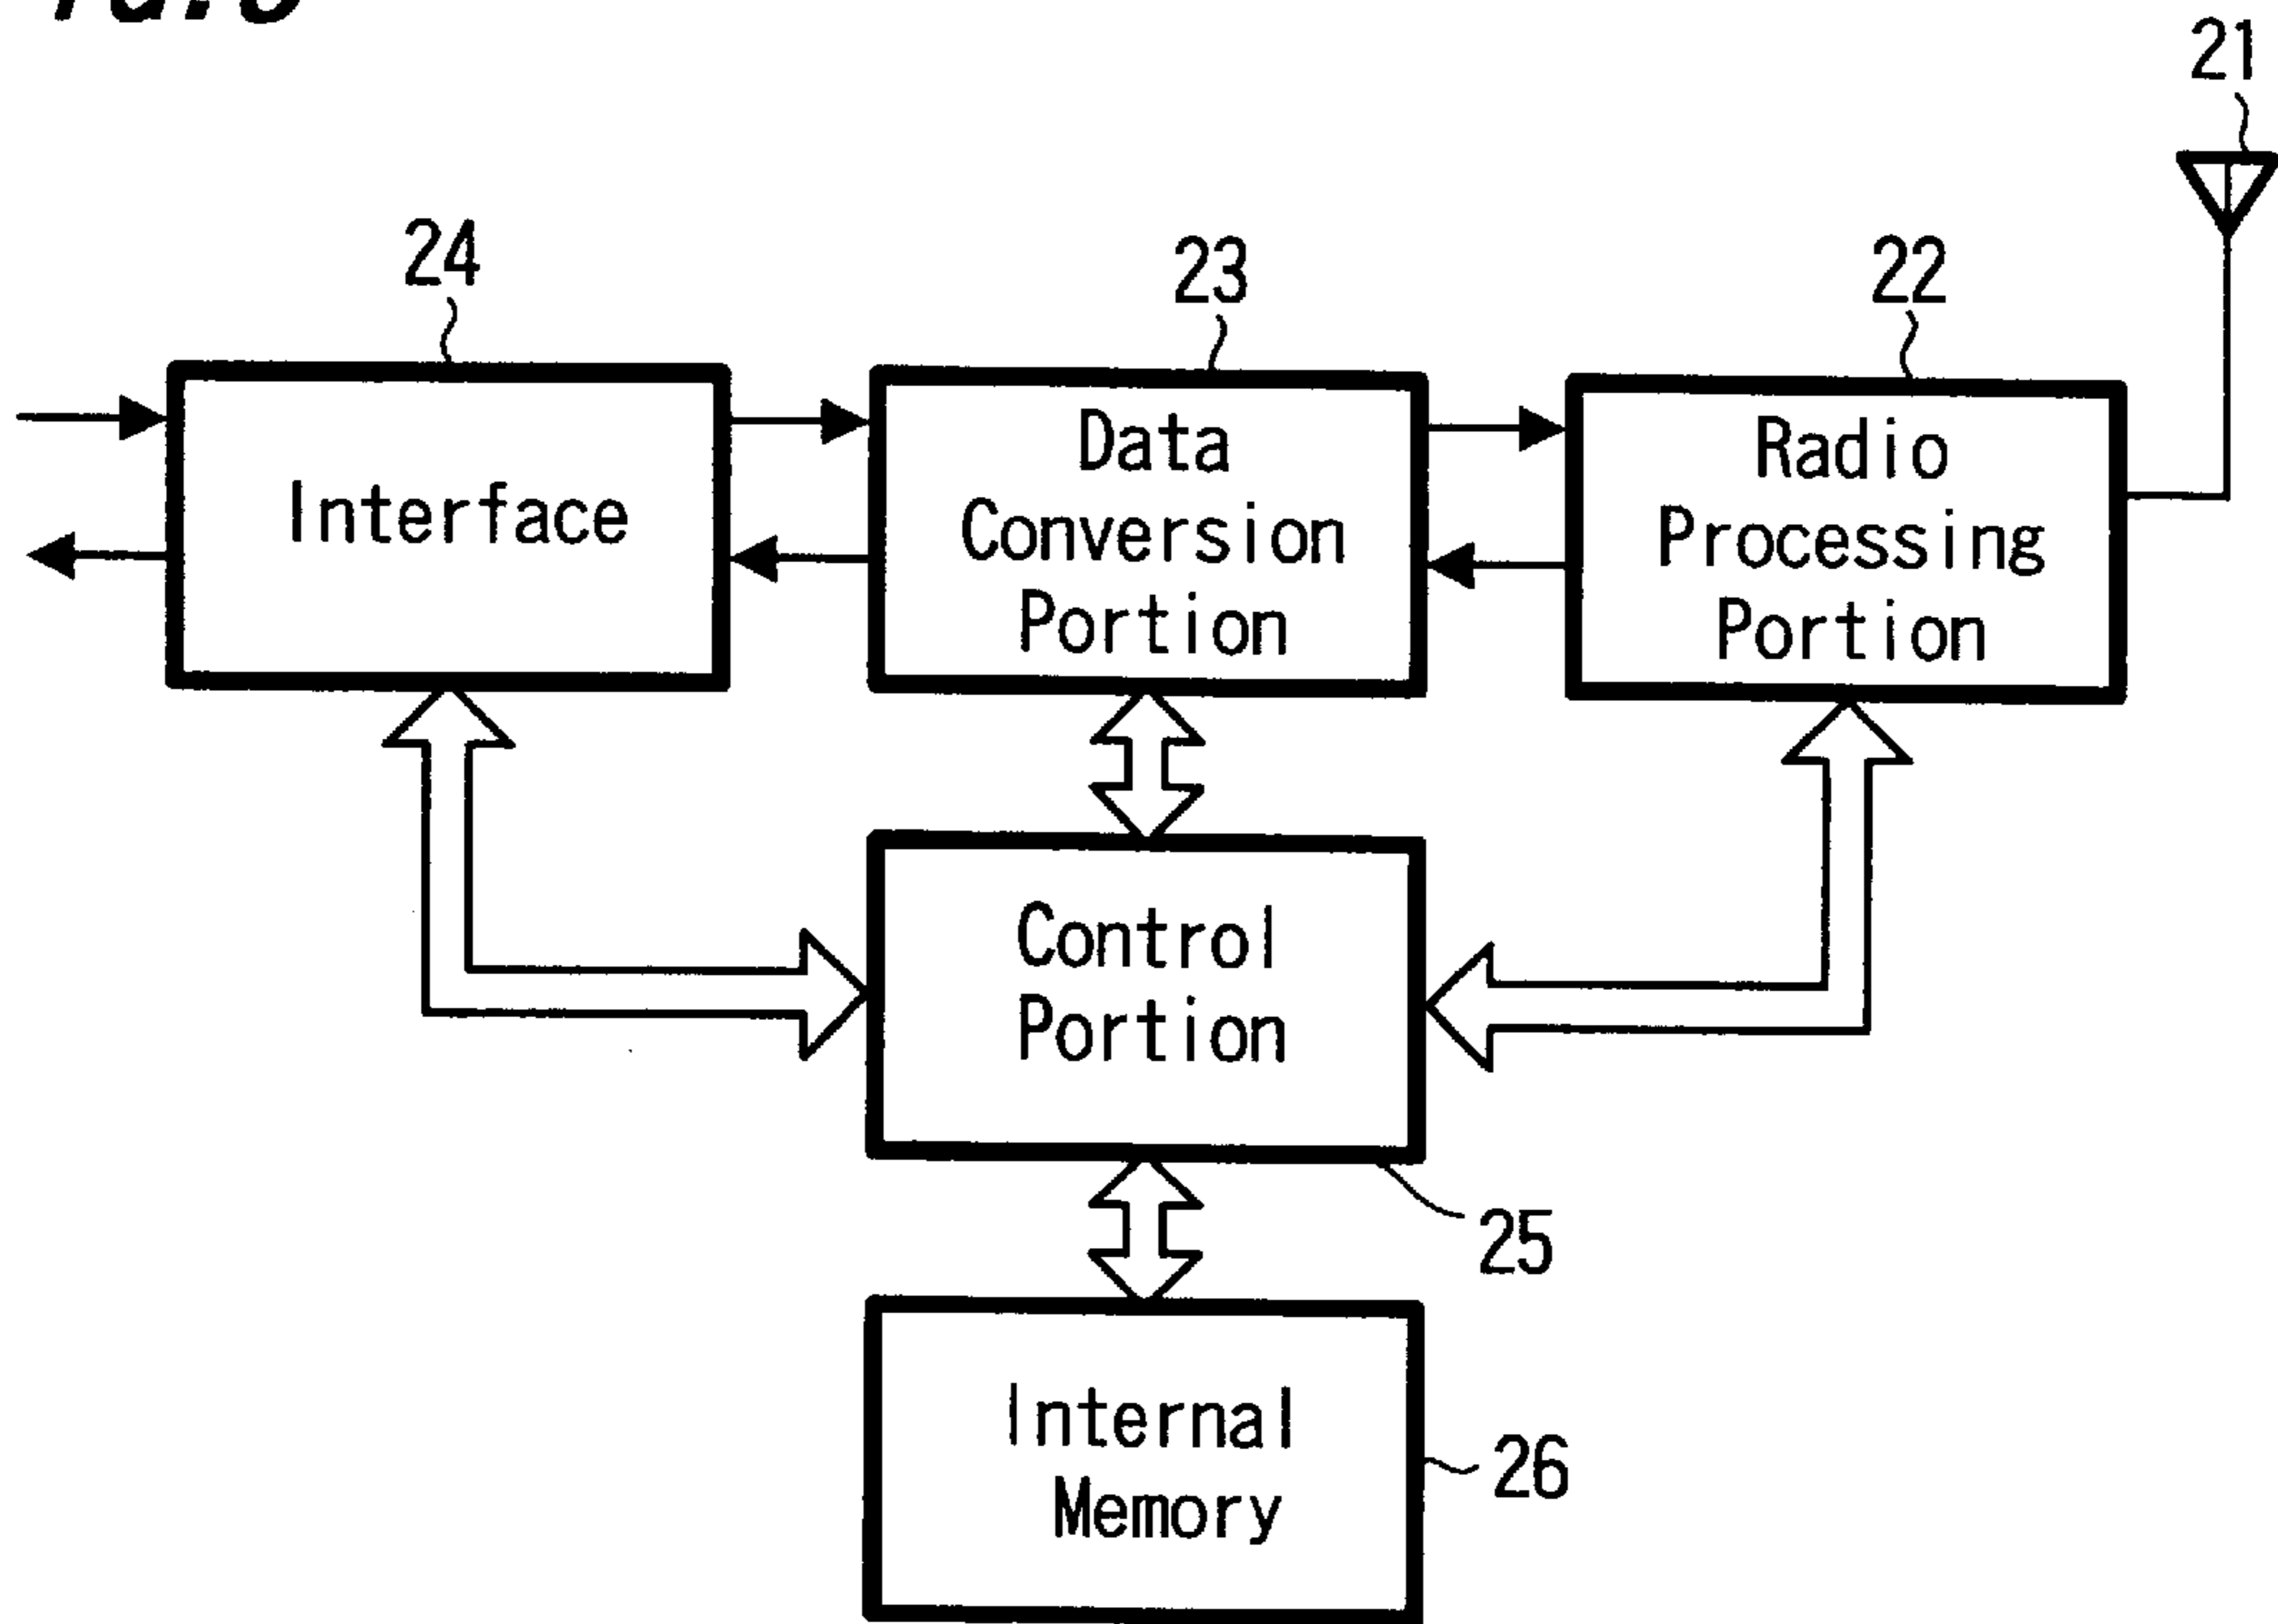 21
24
23
22
Interface
Data
Conversion
Portion
Radio
Processing
Portion
Control
Portion
25
Internal
Memory
26